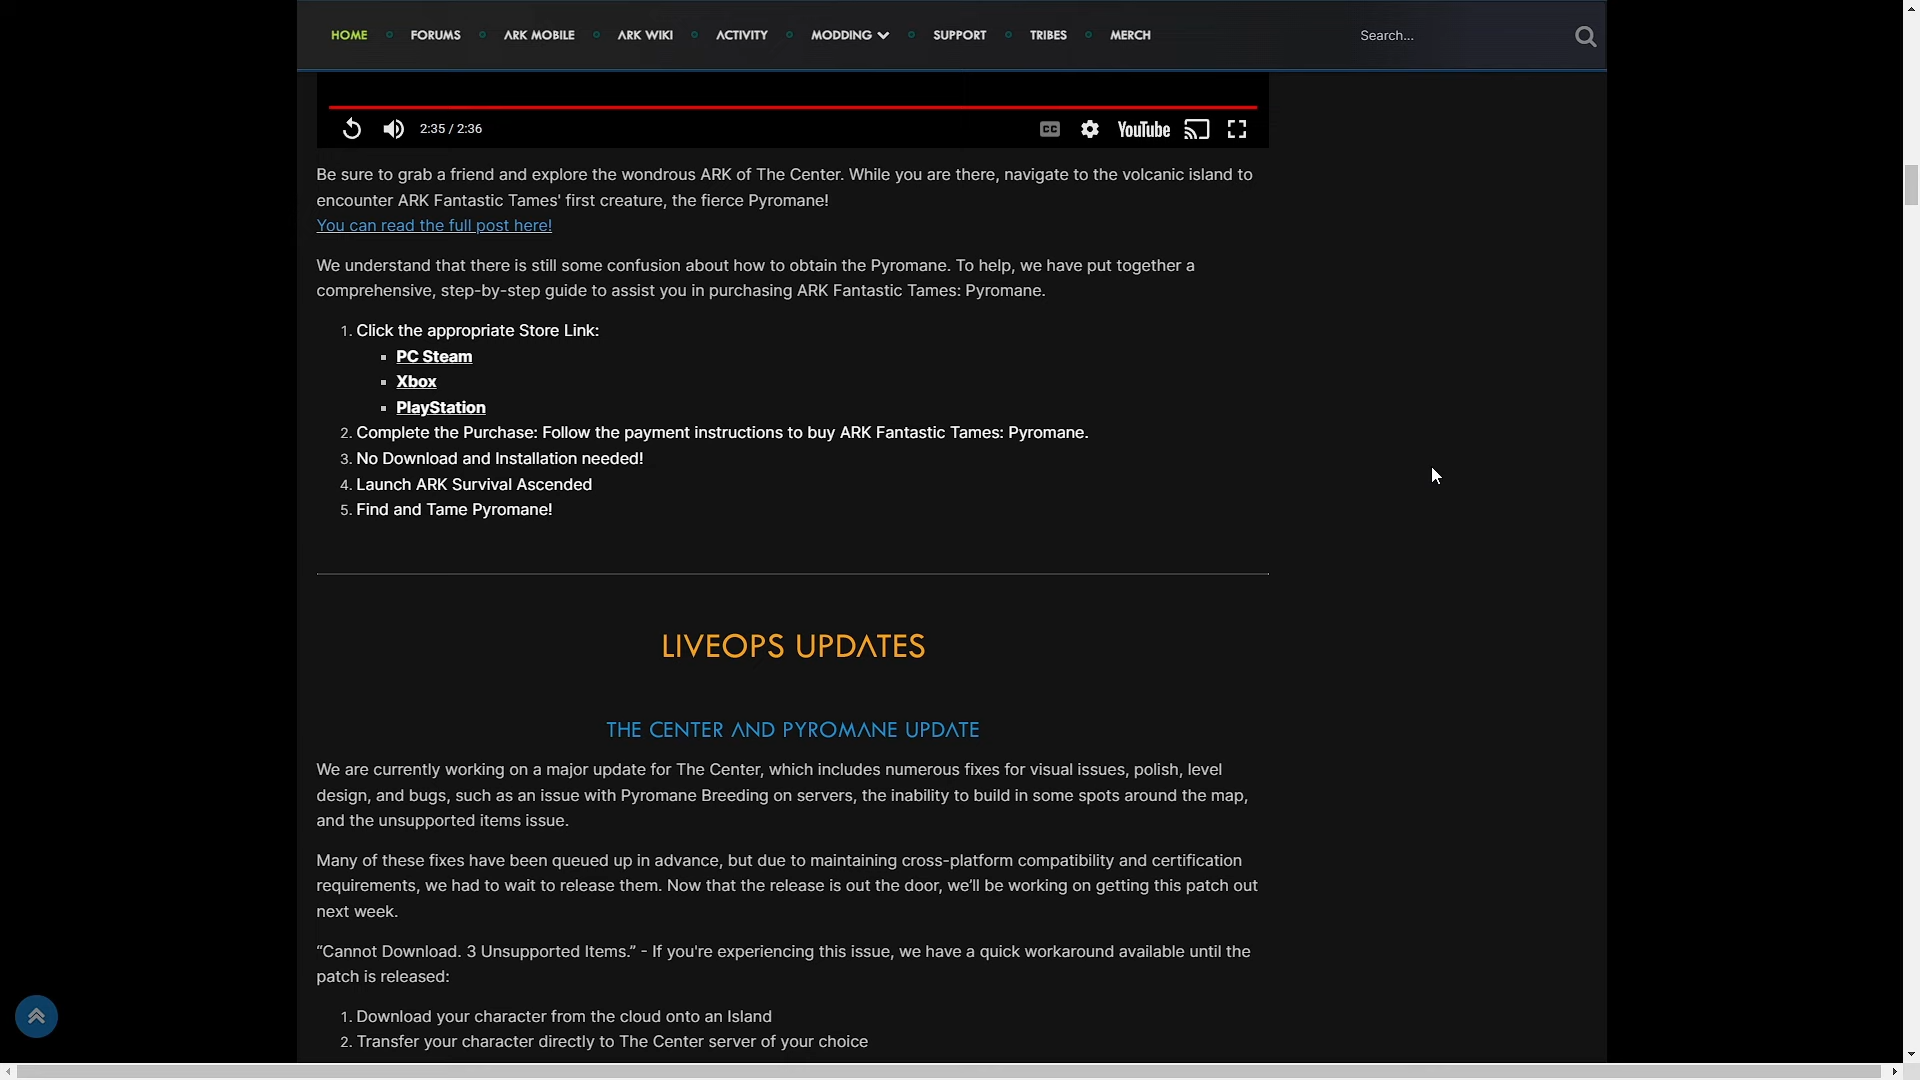 HOME FORUMS ARK MOBILE ARK WIKI ACTIVITY MODDING SUPPORT TRIBES MERCH Search...
2:35 / 2:36 CC YouTube
Be sure to grab a friend and explore the wondrous ARK of The Center. While you are there, navigate to the volcanic island to
encounter ARK Fantastic Tames' first creature, the fierce Pyromane!
You can read the full post here!
We understand that there is still some confusion about how to obtain the Pyromane. To help, we have put together a
comprehensive, step-by-step guide to assist you in purchasing ARK Fantastic Tames: Pyromane.
1. Click the appropriate Store Link:
▪ PC Steam
▪ Xbox
▪ PlayStation
2. Complete the Purchase: Follow the payment instructions to buy ARK Fantastic Tames: Pyromane.
3. No Download and Installation needed!
4. Launch ARK Survival Ascended
5. Find and Tame Pyromane!
LIVEOPS UPDATES
THE CENTER AND PYROMANE UPDATE
We are currently working on a major update for The Center, which includes numerous fixes for visual issues, polish, level
design, and bugs, such as an issue with Pyromane Breeding on servers, the inability to build in some spots around the map,
and the unsupported items issue.
Many of these fixes have been queued up in advance, but due to maintaining cross-platform compatibility and certification
requirements, we had to wait to release them. Now that the release is out the door, we'll be working on getting this patch out
next week.
“Cannot Download. 3 Unsupported Items.” - If you're experiencing this issue, we have a quick workaround available until the
patch is released:
1. Download your character from the cloud onto an Island
2. Transfer your character directly to The Center server of your choice